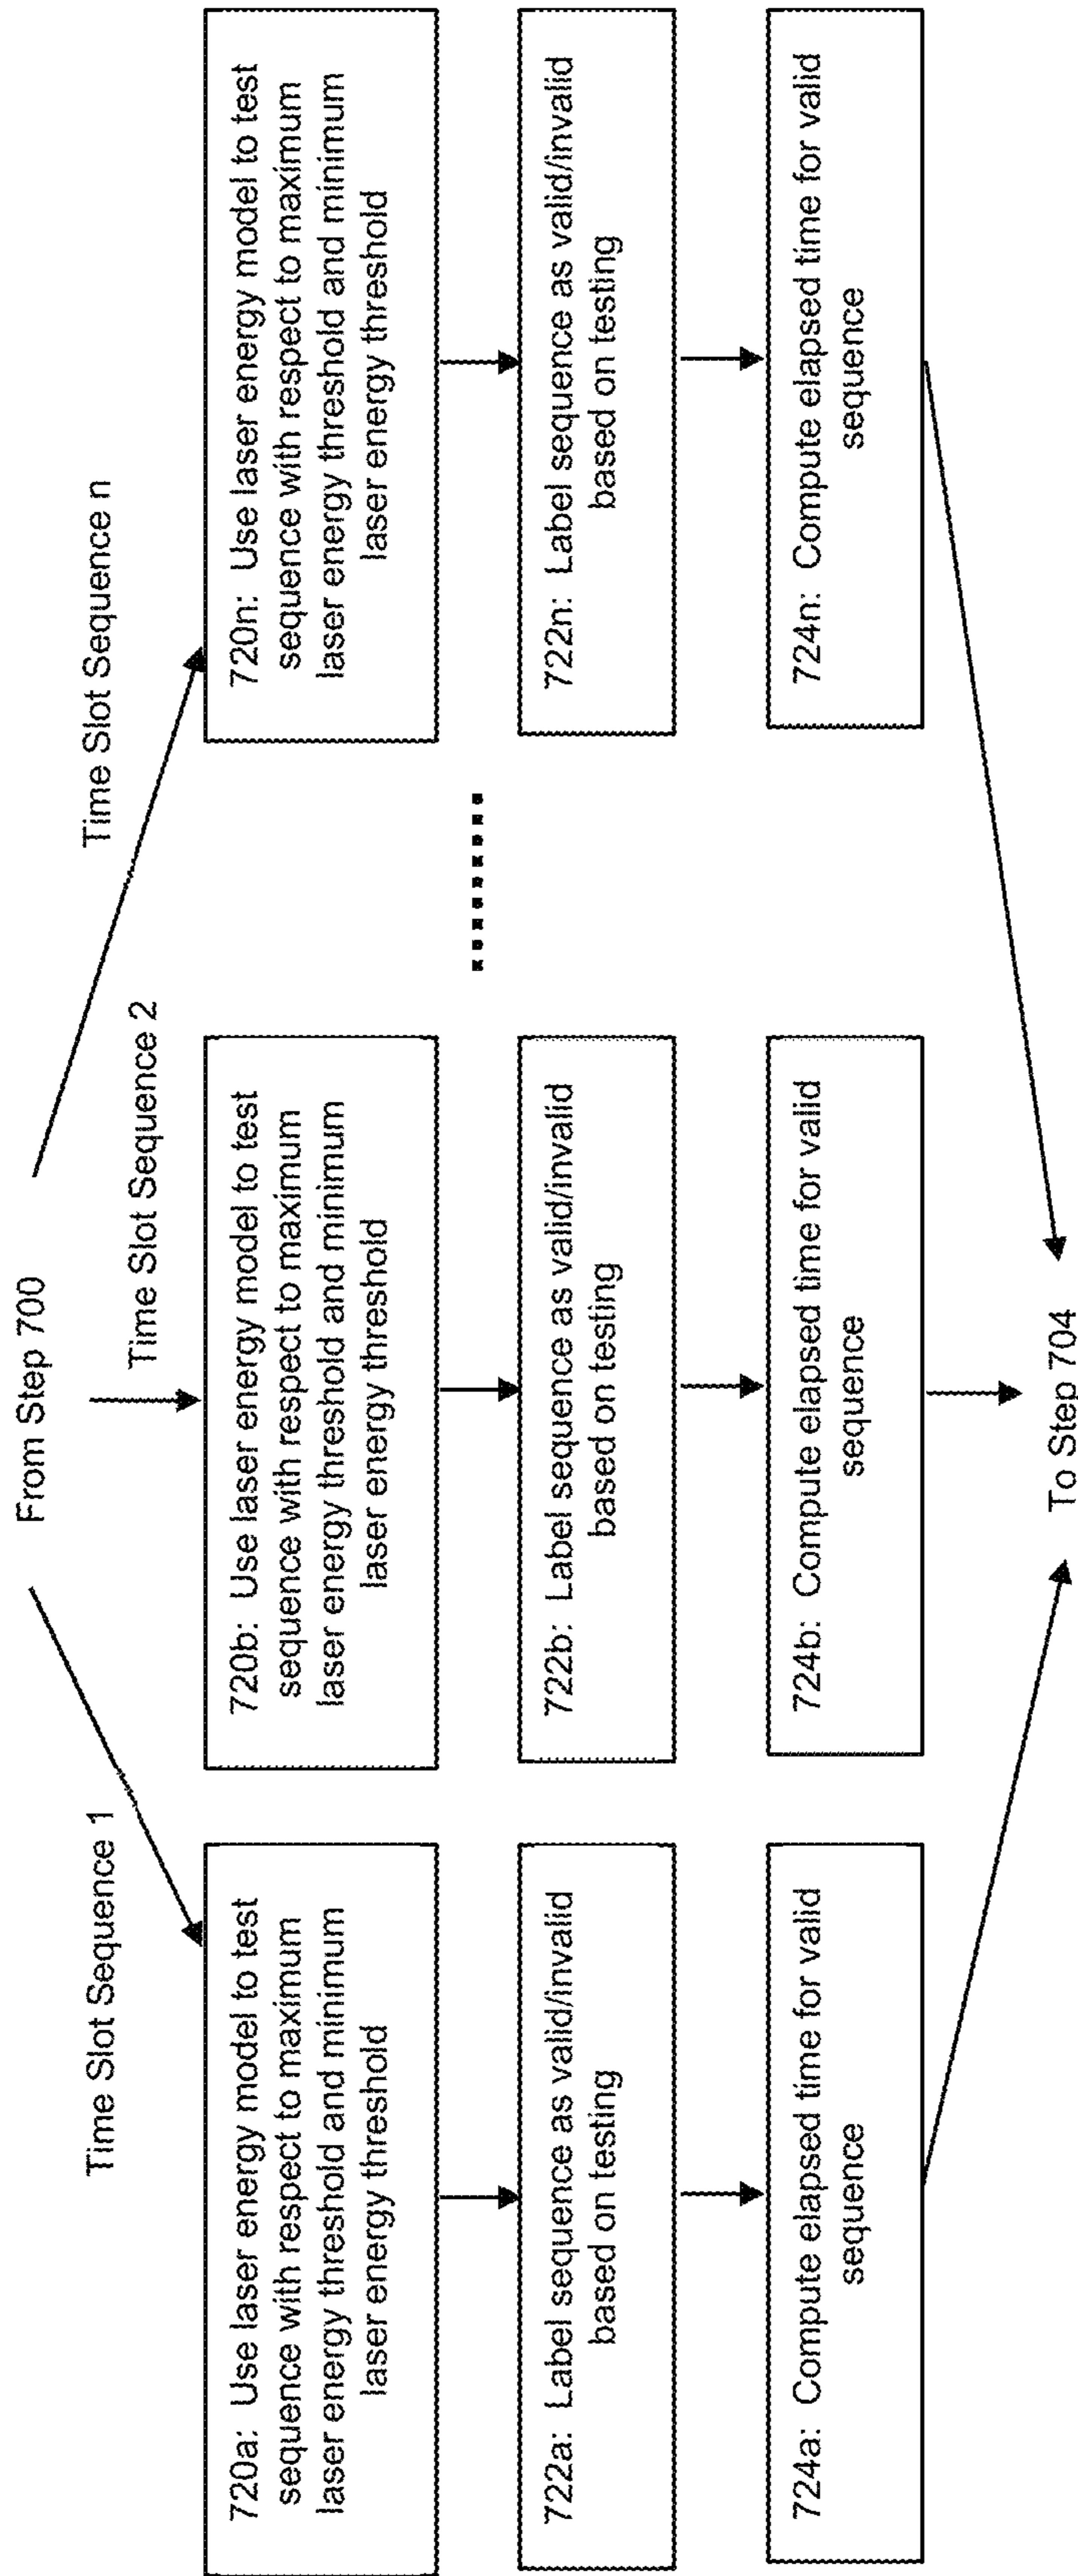 From Step 700
Time Slot Sequence 1
Time Slot Sequence 2
Time Slot Sequence n
720a: Use laser energy model to test
sequence with respect to maximum
laser energy threshold and minimum
laser energy threshold
722a: Label sequence as valid/invalid
based on testing
724a: Compute elapsed time for valid
sequence
720b: Use laser energy model to test
sequence with respect to maximum
laser energy threshold and minimum
laser energy threshold
722b: Label sequence as valid/invalid
based on testing
724b: Compute elapsed time for valid
sequence
720n: Use laser energy model to test
sequence with respect to maximum
laser energy threshold and minimum
laser energy threshold
722n: Label sequence as valid/invalid
based on testing
724n: Compute elapsed time for valid
sequence
To Step 704